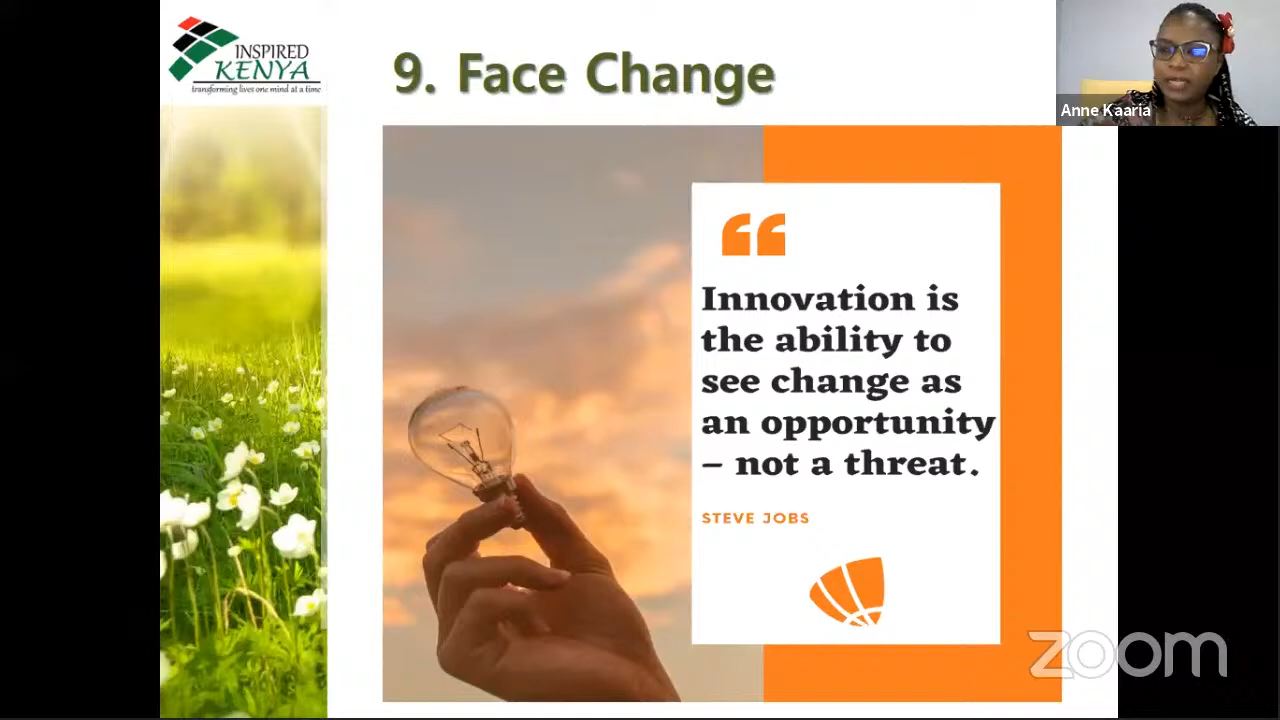 INSPIRED
KENYA
transforming lives one mind at a time
9. Face Change
Anne Kaaria
“
Innovation is
the ability to
see change as
an opportunity
– not a threat.
STEVE JOBS
zoom